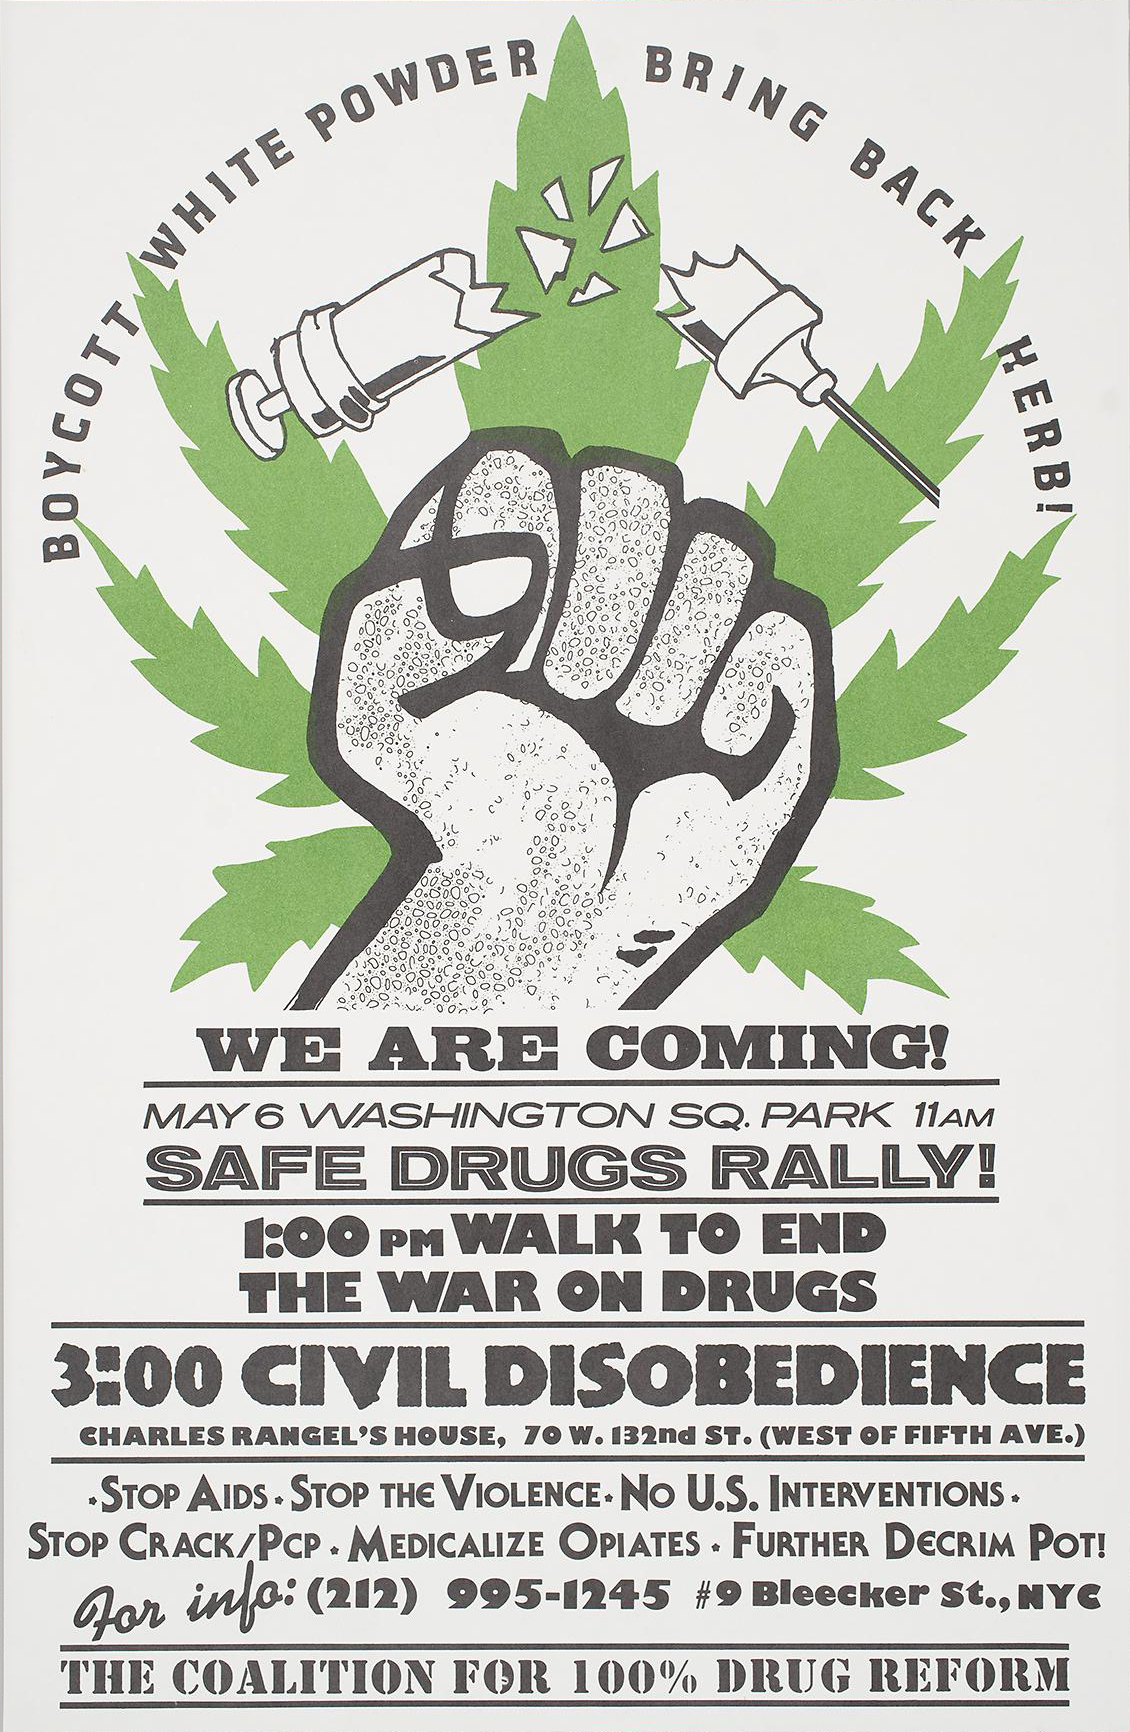 BOYCOTT WHITE POWDER BRING BACK HERB!
WE ARE COMING!
MAY 6 WASHINGTON SQ. PARK 11AM
SAFE DRUGS RALLY!
1:00 PM WALK TO END
THE WAR ON DRUGS
3:00 CIVIL DISOBEDIENCE
CHARLES RANGEL'S HOUSE, 70 W. 132nd ST. (WEST OF FIFTH AVE.)
·STOP AIDS·STOP THE VIOLENCE·NO U.S. INTERVENTIONS·
STOP CRACK/PCP·MEDICALIZE OPIATES·FURTHER DECRIM POT!
For info: (212) 995-1245 #9 Bleecker St., NYC
THE COALITION FOR 100% DRUG REFORM